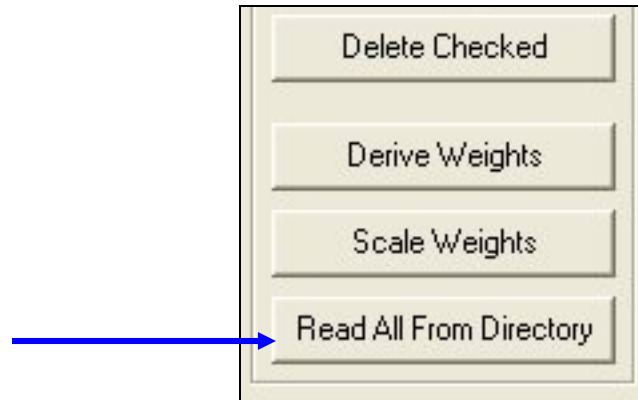 Delete Checked
Derive Weights
Scale Weights
Read All From Directory